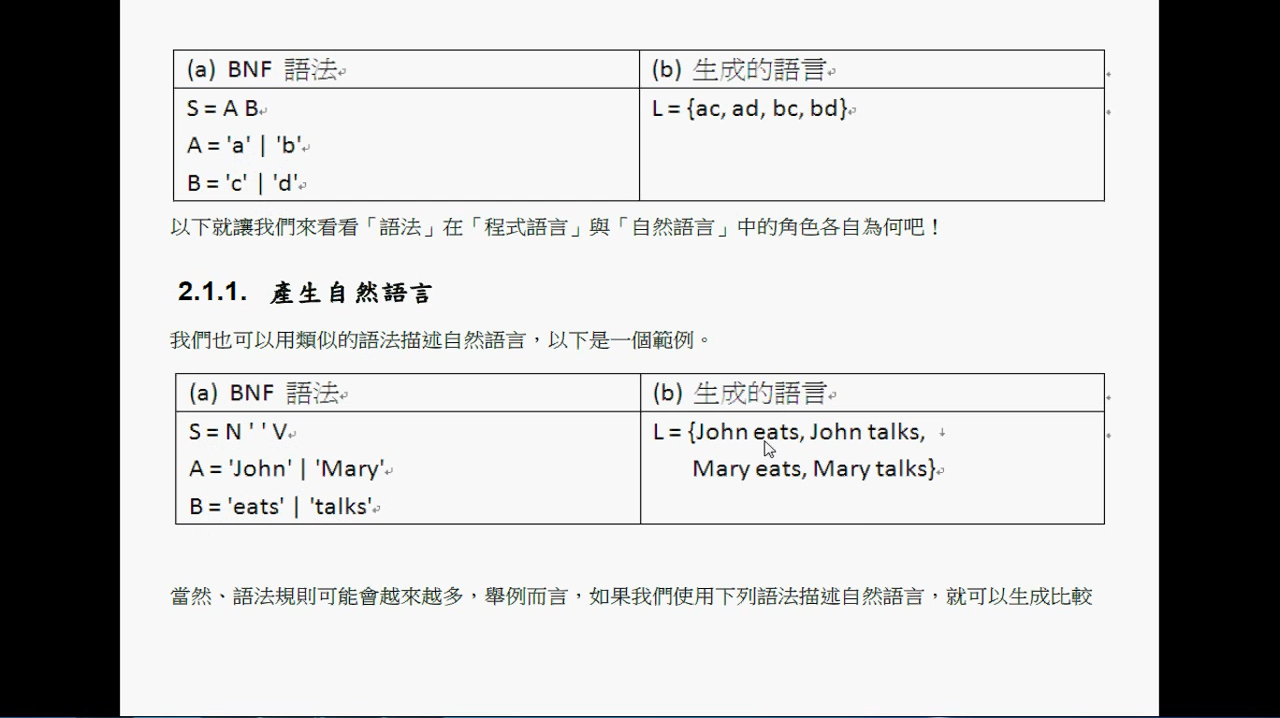 (a) BNF 語法
(b) 生成的語言
S = A B
L = {ac, ad, bc, bd}
A = 'a' | 'b'
B = 'c' | 'd'
以下就讓我們來看看「語法」在「程式語言」與「自然語言」中的角色各自為何吧！
2.1.1. 產生自然語言
我們也可以用類似的語法描述自然語言，以下是一個範例。
(a) BNF 語法
(b) 生成的語言
S = N ' ' V
L = {John eats, John talks,
A = 'John' | 'Mary'
Mary eats, Mary talks}
B = 'eats' | 'talks'
當然、語法規則可能會越來越多，舉例而言，如果我們使用下列語法描述自然語言，就可以生成比較